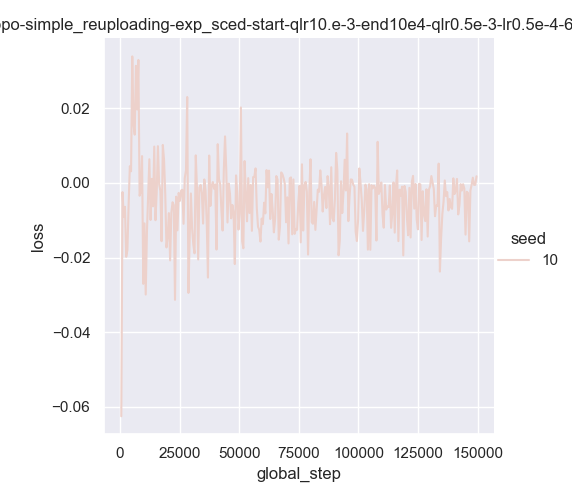 ppo-simple_reuploading-exp_sced-start-qlr10.e-3-end10e4-qlr0.5e-3-lr0.5e-4-6
0.02
0.00
−0.02
−0.04
−0.06
loss
0 25000 50000 75000 100000 125000 150000
global_step
seed
10